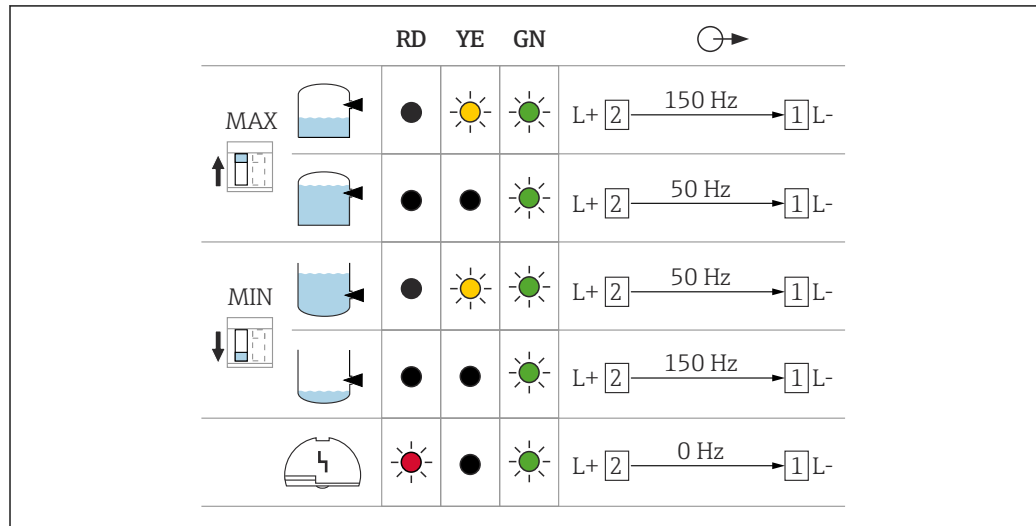 RD YE GN
MAX
L+ 2 150 Hz 1 L-
L+ 2 50 Hz 1 L-
MIN
L+ 2 50 Hz 1 L-
L+ 2 150 Hz 1 L-
L+ 2 0 Hz 1 L-